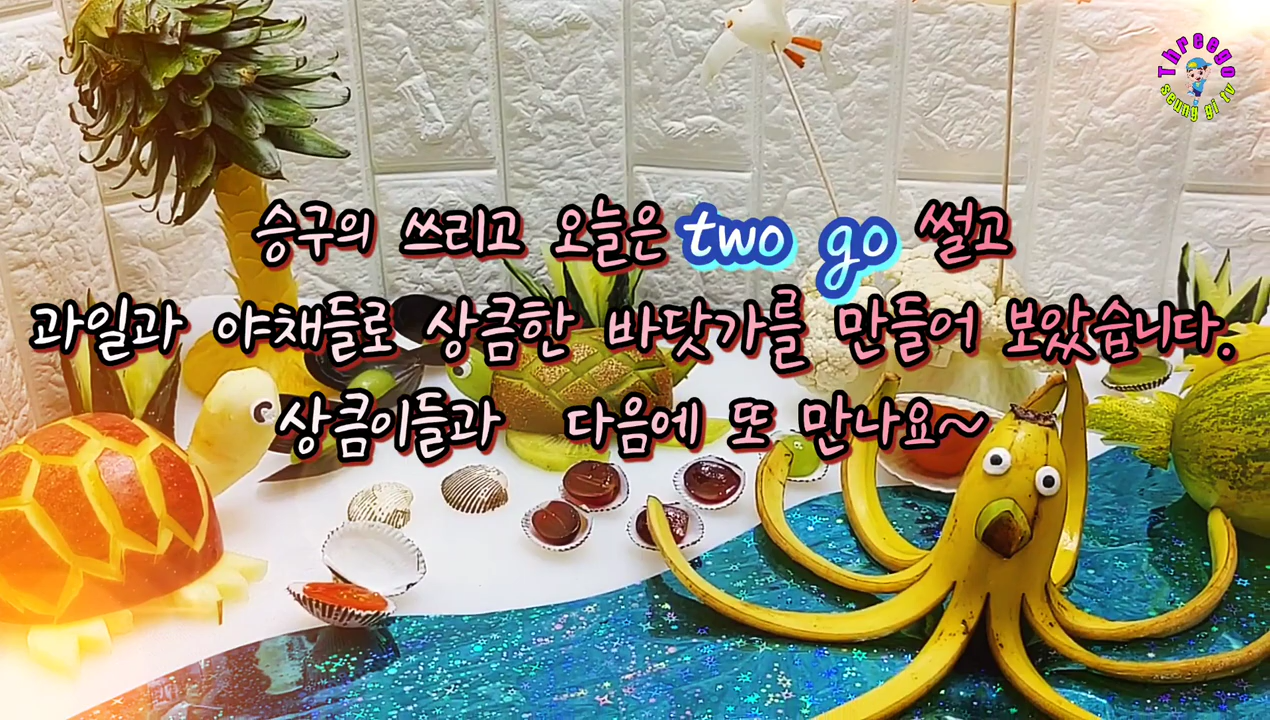 Threego
seung gi tv
승구의 쓰리고 오늘은 two go 썰고
과일과 야채들로 상큼한 바닷가를 만들어 보았습니다.
상큼이들과 다음에 또 만나요~